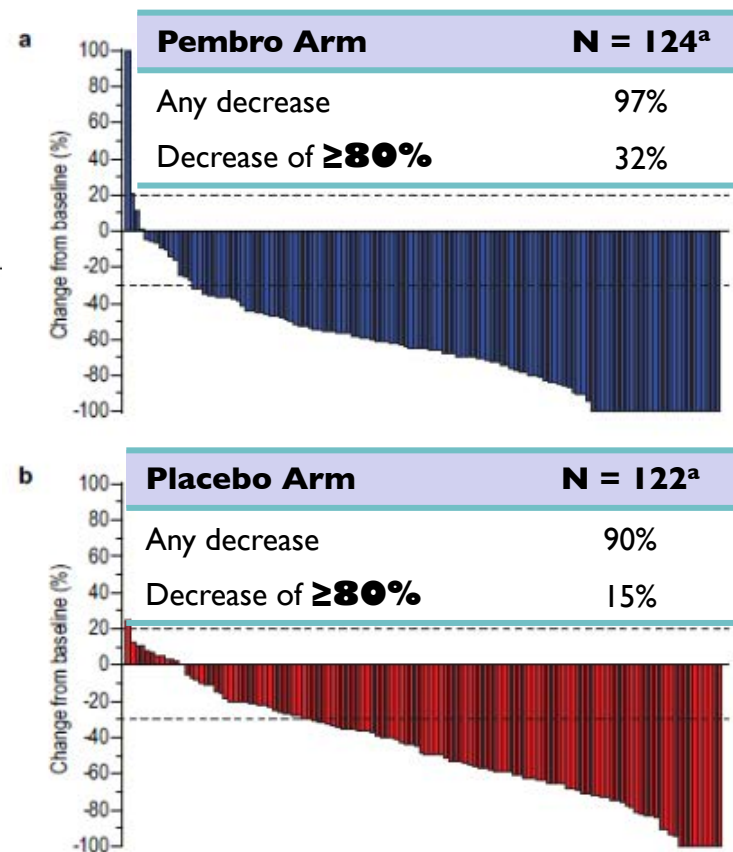 a
Pembro Arm N = 124ᵃ
Any decrease 97%
Decrease of ≥80% 32%
Change from baseline (%)
100
80
60
40
20
0
-20
-40
-60
-80
-100
b
Placebo Arm N = 122ᵃ
Any decrease 90%
Decrease of ≥80% 15%
Change from baseline (%)
100
80
60
40
20
0
-20
-40
-60
-80
-100